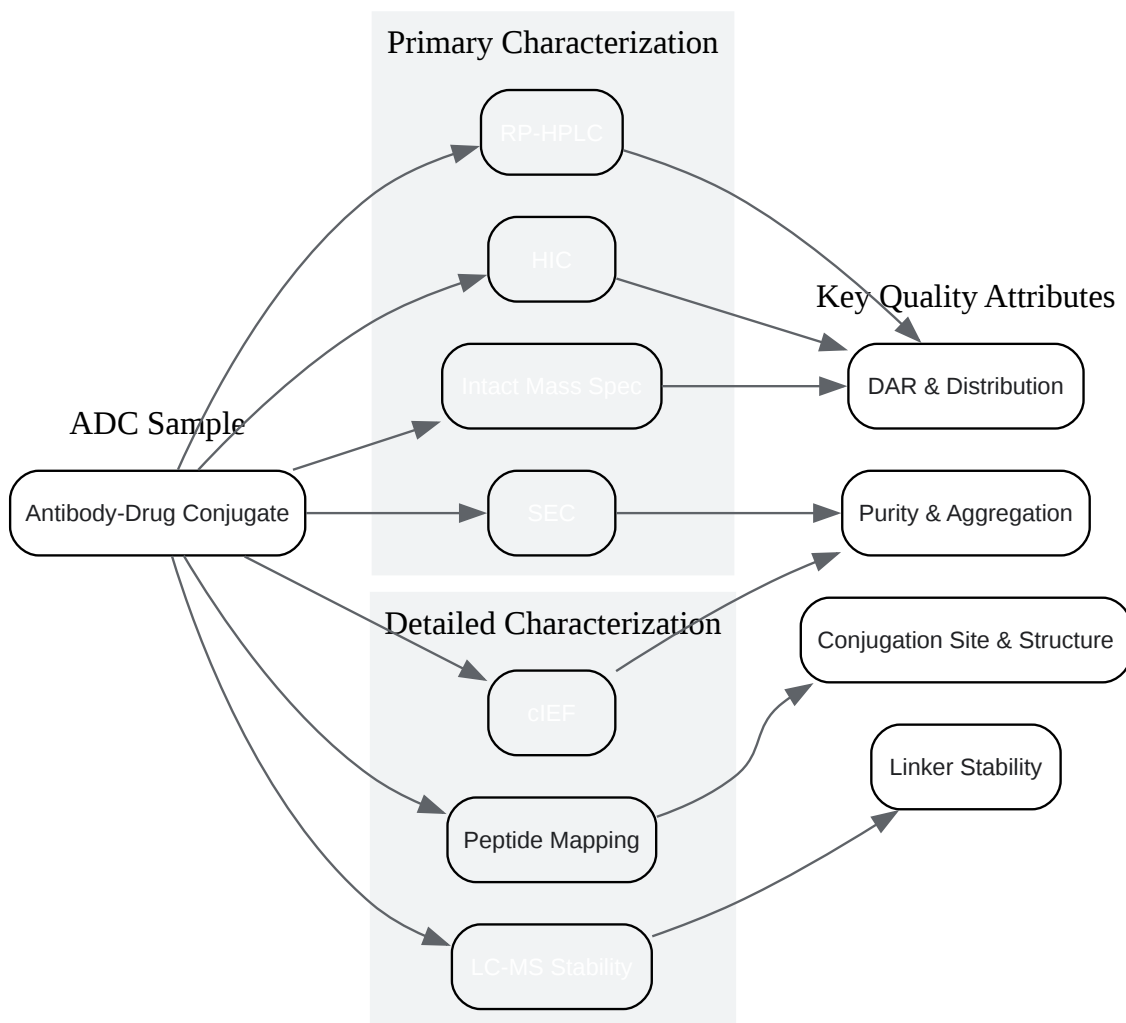 Primary Characterization
RP-HPLC
HIC
Intact Mass Spec
SEC
Key Quality Attributes
DAR & Distribution
Purity & Aggregation
Conjugation Site & Structure
Linker Stability
ADC Sample
Antibody-Drug Conjugate
Detailed Characterization
cIEF
Peptide Mapping
LC-MS Stability